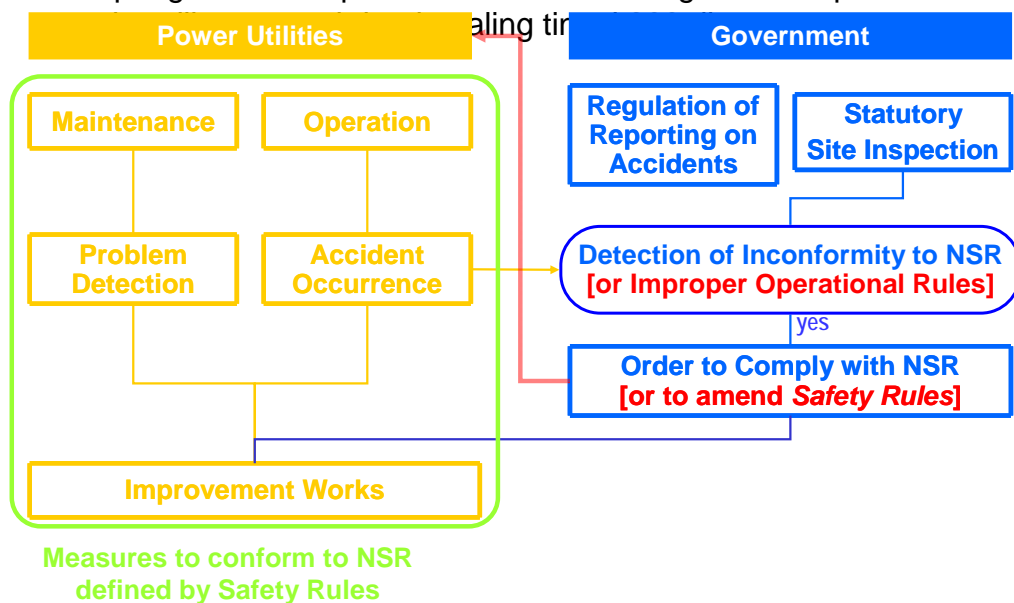 Power Utilities
Government
Maintenance
Operation
Regulation of
Reporting on
Accidents
Statutory
Site Inspection
Problem
Detection
Accident
Occurrence
Detection of Inconformity to NSR
[or Improper Operational Rules]
yes
Order to Comply with NSR
[or to amend Safety Rules]
Improvement Works
Measures to conform to NSR
defined by Safety Rules